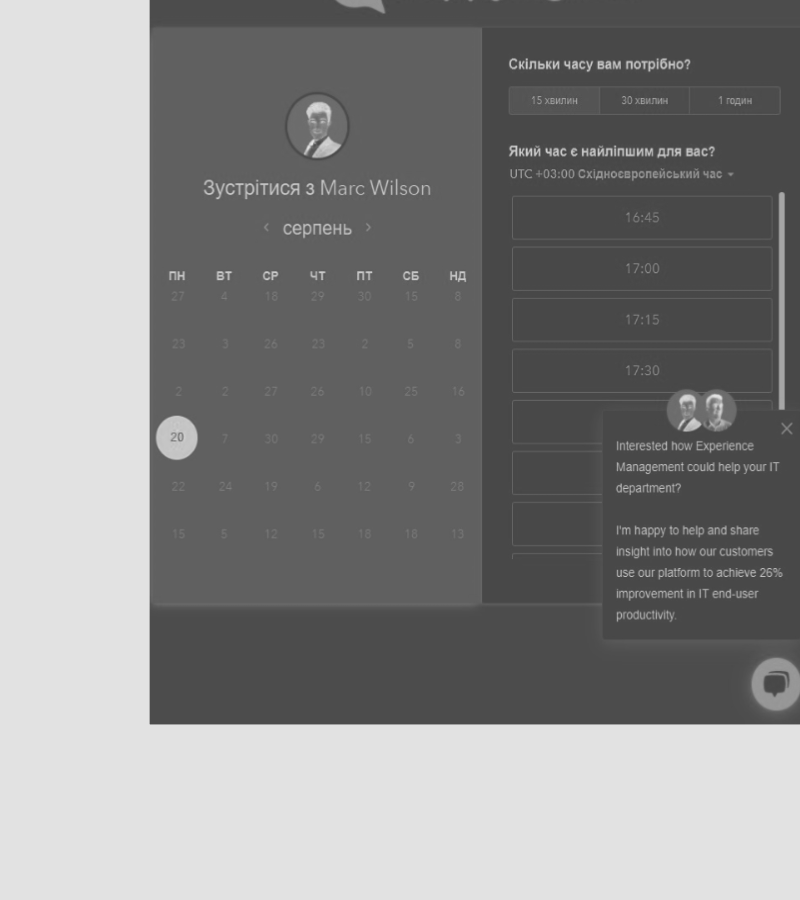 Зустрітися з Marc Wilson
серпень
ПН ВТ СР ЧТ ПТ СБ НД
27 4 18 29 30 15 8
23 3 26 23 2 5 8
2 2 27 26 10 25 16
20 7 30 29 15 6 3
22 24 19 6 12 9 28
15 5 12 15 18 18 13
Скільки часу вам потрібно?
15 хвилин 30 хвилин 1 годин
Який час є найліпшим для вас?
UTC +03:00 Східноєвропейський час
16:45
17:00
17:15
17:30
Interested how Experience
Management could help your IT
department?
I'm happy to help and share
insight into how our customers
use our platform to achieve 26%
improvement in IT end-user
productivity.